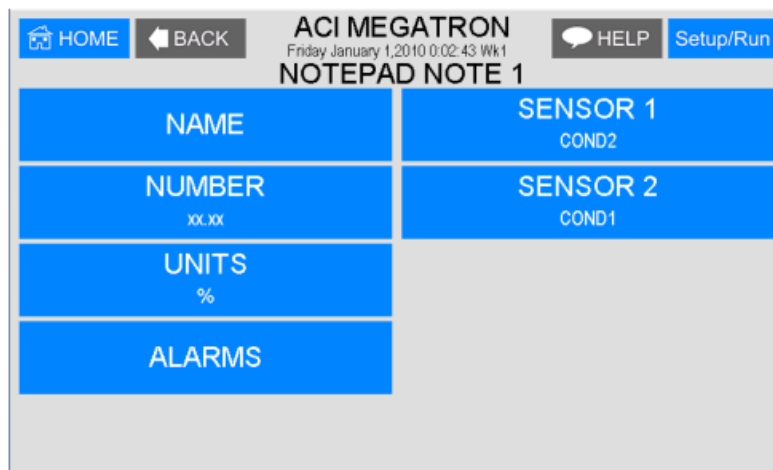 HOME
BACK
ACI MEGATRON
Friday January 1,2010 0:02:43 Wk1
NOTEPAD NOTE 1
HELP
Setup/Run
NAME
SENSOR 1
COND2
NUMBER
xx.xx
SENSOR 2
COND1
UNITS
%
ALARMS